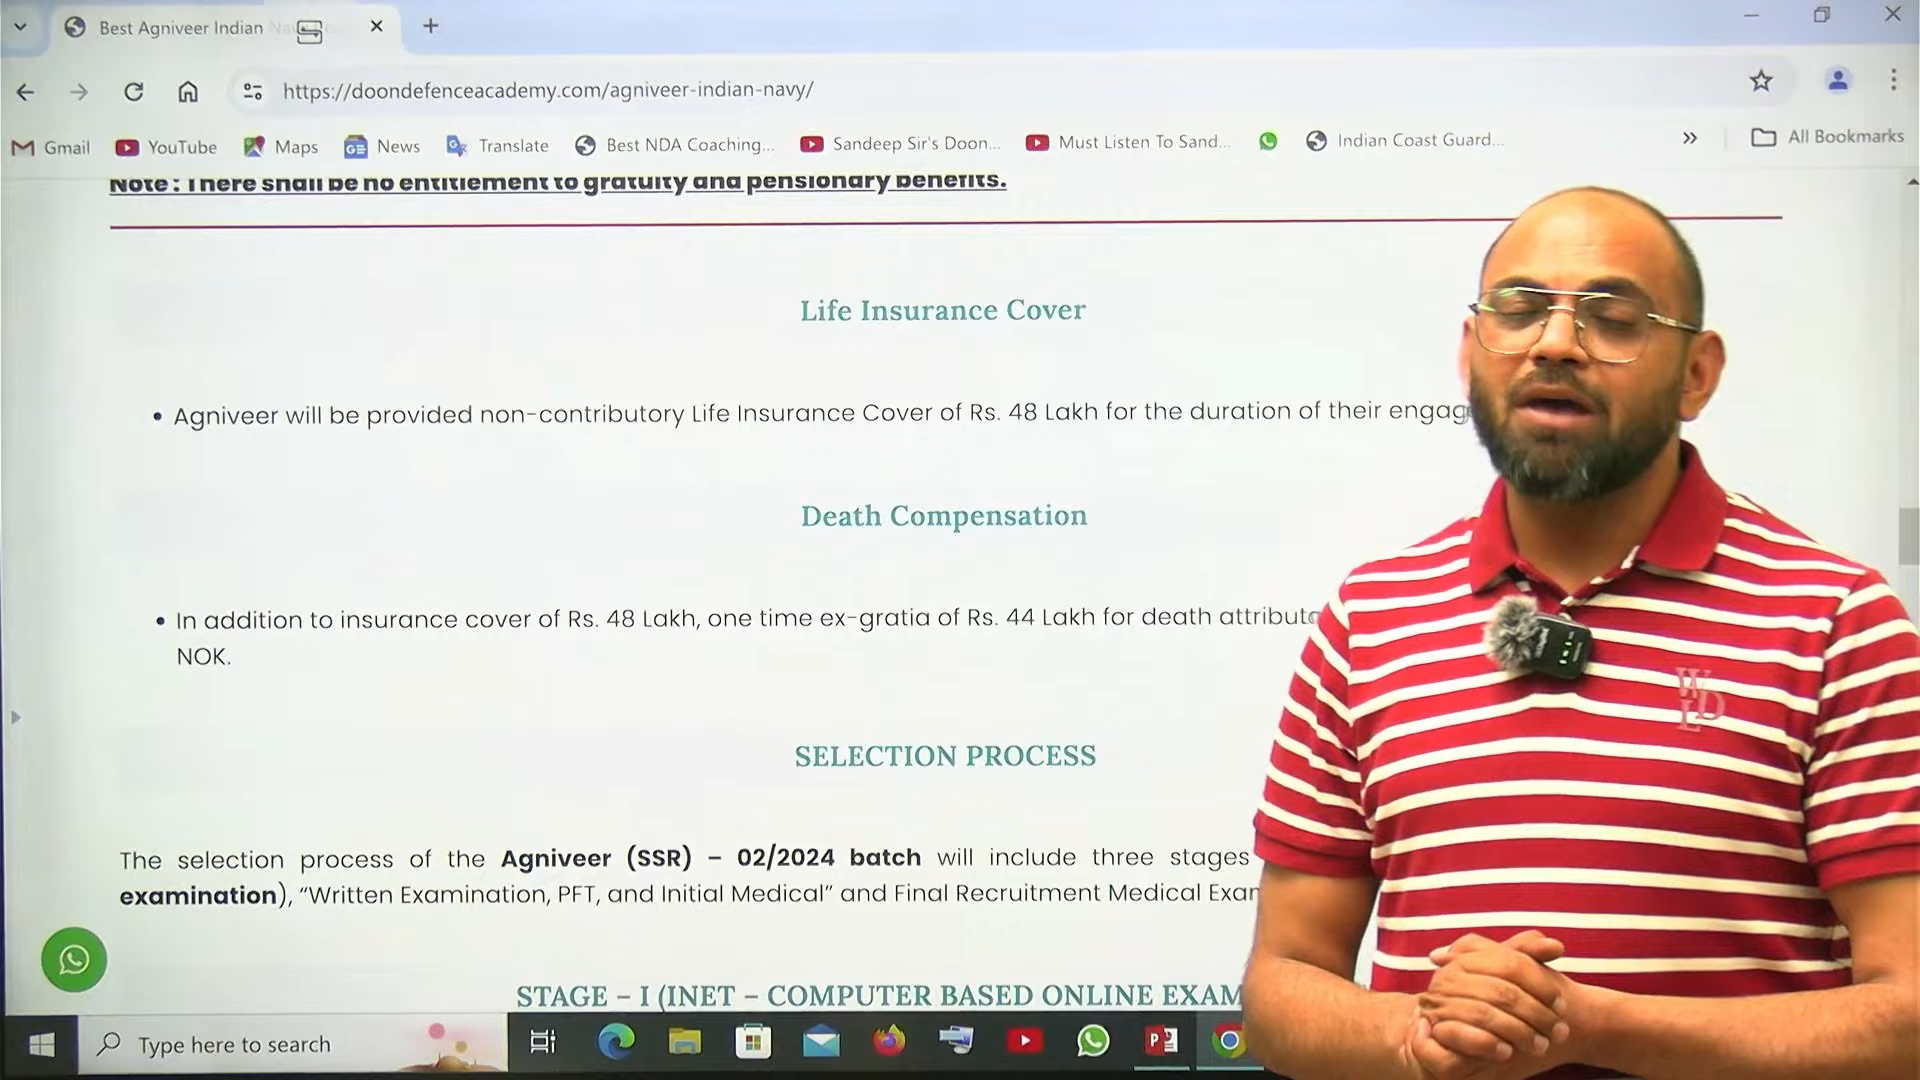 Best Agniveer Indian
https://doondefenceacademy.com/agniveer-indian-navy/
Gmail YouTube Maps News Translate Best NDA Coaching... Sandeep Sir's Doon... Must Listen To Sand... Indian Coast Guard... All Bookmarks
Note : There shall be no entitlement to gratuity and pensionary benefits.
Life Insurance Cover
• Agniveer will be provided non-contributory Life Insurance Cover of Rs. 48 Lakh for the duration of their engag
Death Compensation
• In addition to insurance cover of Rs. 48 Lakh, one time ex-gratia of Rs. 44 Lakh for death attributa
NOK.
SELECTION PROCESS
The selection process of the Agniveer (SSR) – 02/2024 batch will include three stages
examination), “Written Examination, PFT, and Initial Medical” and Final Recruitment Medical Exam
STAGE – I (INET – COMPUTER BASED ONLINE EXAM
Type here to search
WLD